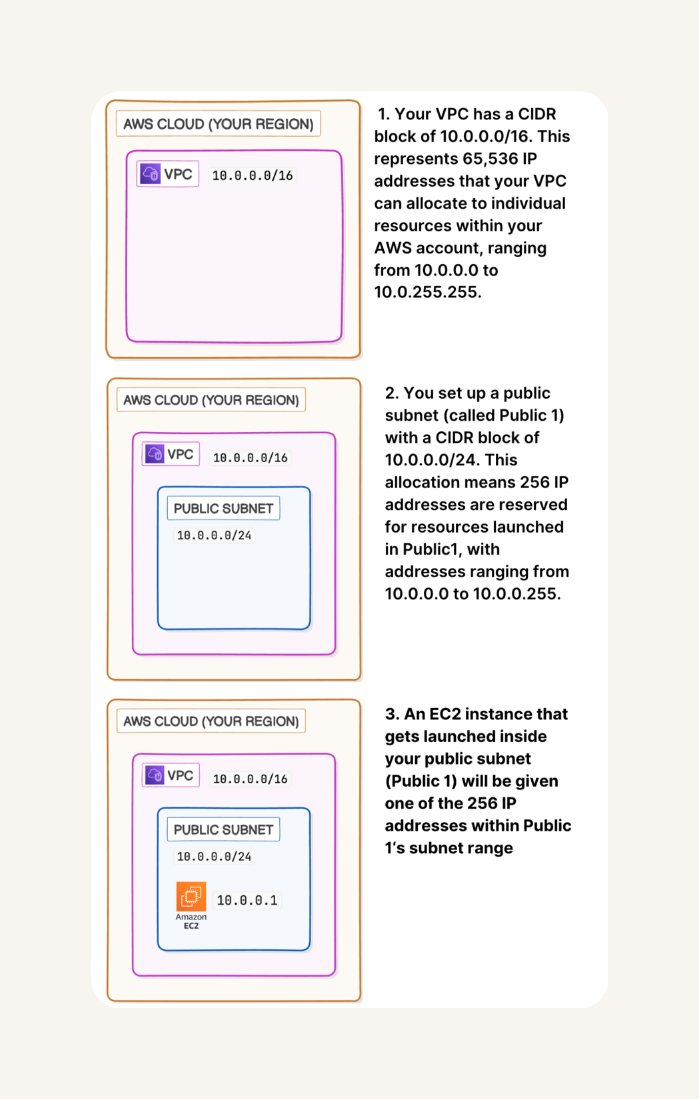 AWS CLOUD (YOUR REGION)
VPC
10.0.0.0/16
1. Your VPC has a CIDR
block of 10.0.0.0/16. This
represents 65,536 IP
addresses that your VPC
can allocate to individual
resources within your
AWS account, ranging
from 10.0.0.0 to
10.0.255.255.
AWS CLOUD (YOUR REGION)
VPC
10.0.0.0/16
PUBLIC SUBNET
10.0.0.0/24
2. You set up a public
subnet (called Public 1)
with a CIDR block of
10.0.0.0/24. This
allocation means 256 IP
addresses are reserved
for resources launched
in Public1, with
addresses ranging from
10.0.0.0 to 10.0.0.255.
AWS CLOUD (YOUR REGION)
VPC
10.0.0.0/16
PUBLIC SUBNET
10.0.0.0/24
Amazon
EC2
10.0.0.1
3. An EC2 instance that
gets launched inside
your public subnet
(Public 1) will be given
one of the 256 IP
addresses within Public
1's subnet range